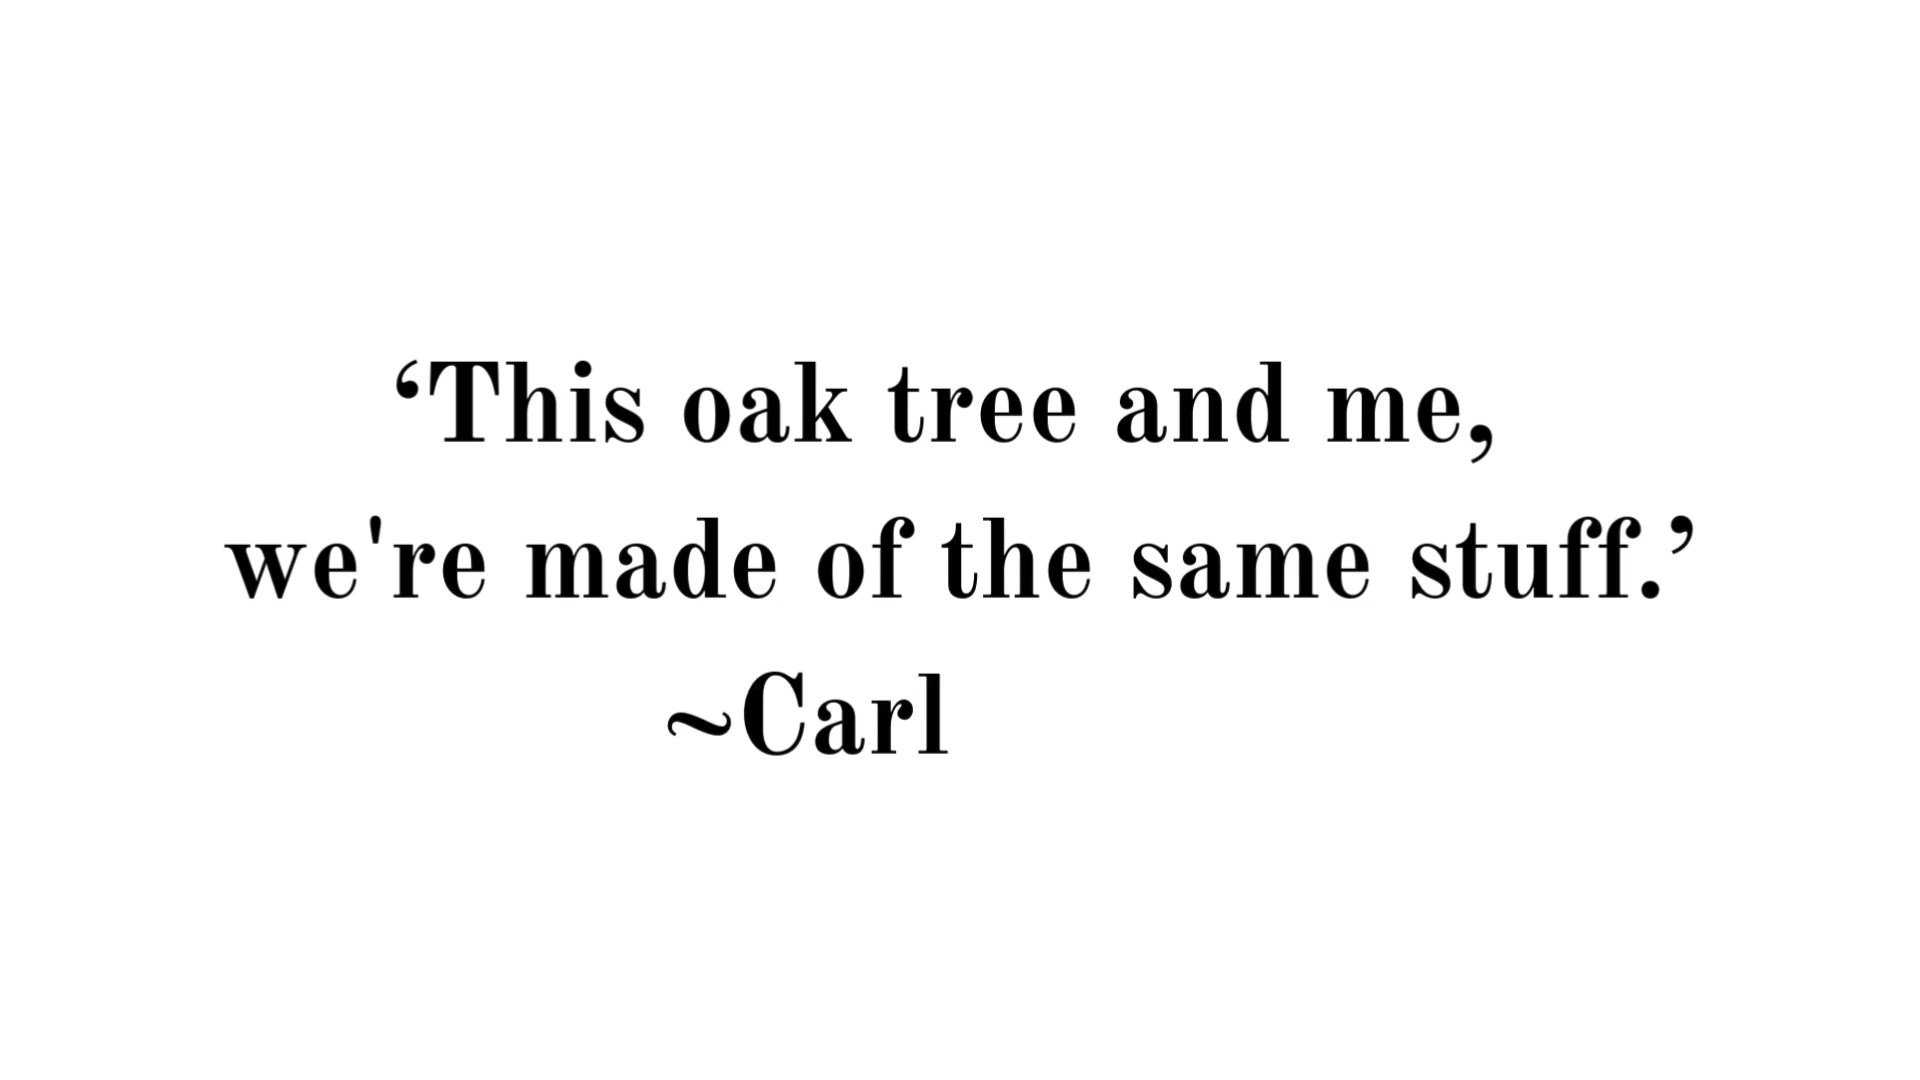 ‘This oak tree and me,
we're made of the same stuff.’
~Carl